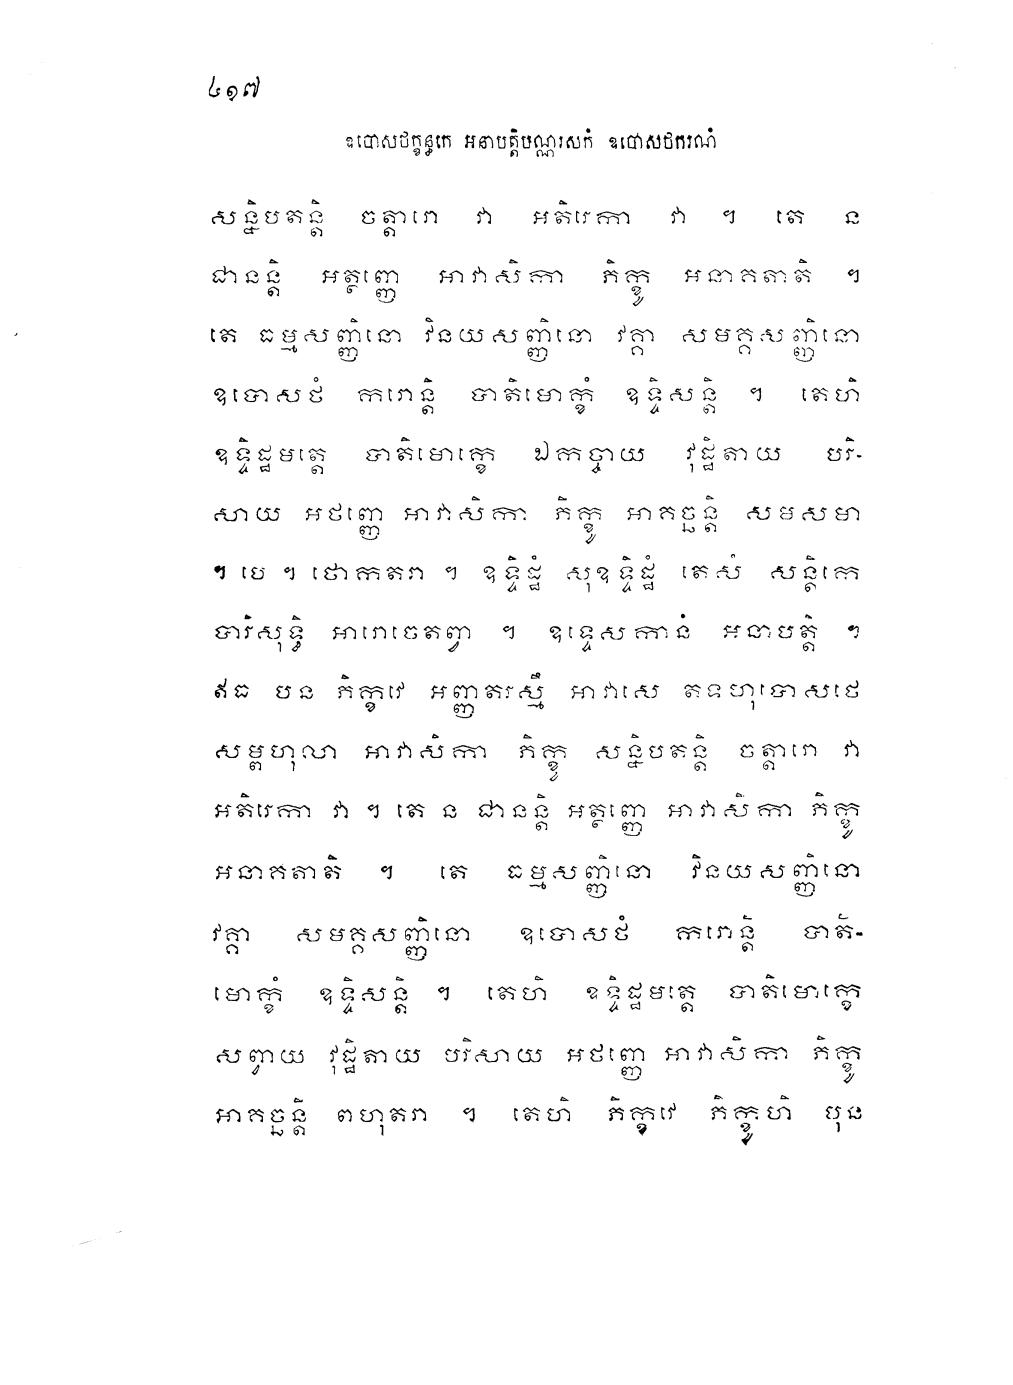 ៤១៧
ឧបោសថក្ខន្ធកេ អនាបត្តិបណ្ណរសកំ ឧបោសថករណំ
សន្និបតន្តិ ចត្តារោ វា អតិរេកា វា ។ តេ ន
ជានន្តិ អត្ថញ្ញេ អាវាសិកា ភិក្ខូ អនាគតាតិ ។
តេ ធម្មសញ្ញិនោ វិនយសញ្ញិនោ វគ្គា សមគ្គសញ្ញិនោ
ឧបោសថំ ករោន្តិ បាតិមោក្ខំ ឧទ្ទិសន្តិ ។ តេហិ
ឧទ្ទិដ្ឋមត្តេ បាតិមោក្ខេ ឯកច្ចាយ វុដ្ឋិតាយ បរិ-
សាយ អថញ្ញេ អាវាសិកា ភិក្ខូ អាគច្ឆន្តិ សមសមា
។ បេ ។ ថោកតរា ។ ឧទ្ទិដ្ឋំ សុឧទ្ទិដ្ឋំ តេសំ សន្តិកេ
បារិសុទ្ធិ អារោចេតព្វា ។ ឧទ្ទេសកានំ អនាបត្តិ ។
ឥធ បន ភិក្ខវេ អញ្ញតរស្មឹ អាវាសេ តទហុបោសថេ
សម្ពហុលា អាវាសិកា ភិក្ខូ សន្និបតន្តិ ចត្តារោ វា
អតិរេកា វា ។ តេ ន ជានន្តិ អត្ថញ្ញេ អាវាសិកា ភិក្ខូ
អនាគតាតិ ។ តេ ធម្មសញ្ញិនោ វិនយសញ្ញិនោ
វគ្គា សមគ្គសញ្ញិនោ ឧបោសថំ ករោន្តិ បាតិ-
មោក្ខំ ឧទ្ទិសន្តិ ។ តេហិ ឧទ្ទិដ្ឋមត្តេ បាតិមោក្ខេ
សព្វាយ វុដ្ឋិតាយ បរិសាយ អថញ្ញេ អាវាសិកា ភិក្ខូ
អាគច្ឆន្តិ ពហុតរា ។ តេហិ ភិក្ខវេ ភិក្ខូហិ បុន